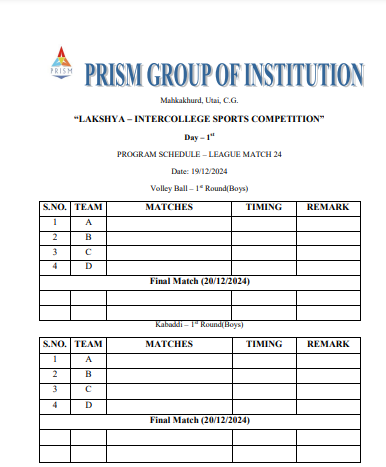 PRISM
PRISM GROUP OF INSTITUTION
Mahkakhurd, Utai, C.G.
“LAKSHYA – INTERCOLLEGE SPORTS COMPETITION”
Day – 1st
PROGRAM SCHEDULE – LEAGUE MATCH 24
Date: 19/12/2024
Volley Ball – 1st Round(Boys)
S.NO. TEAM MATCHES TIMING REMARK
1 A
2 B
3 C
4 D
Final Match (20/12/2024)
Kabaddi – 1st Round(Boys)
S.NO. TEAM MATCHES TIMING REMARK
1 A
2 B
3 C
4 D
Final Match (20/12/2024)